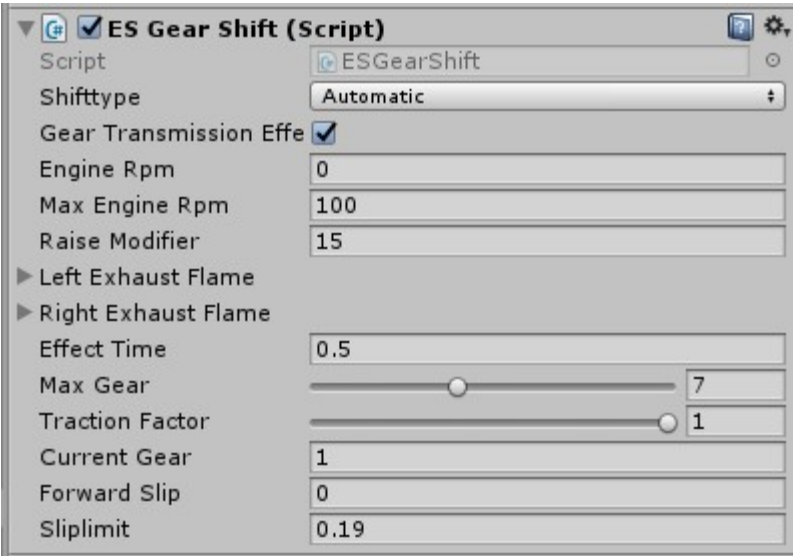 ES Gear Shift (Script)
Script ESGearShift
Shifttype Automatic
Gear Transmission Effe
Engine Rpm 0
Max Engine Rpm 100
Raise Modifier 15
Left Exhaust Flame
Right Exhaust Flame
Effect Time 0.5
Max Gear 7
Traction Factor 1
Current Gear 1
Forward Slip 0
Sliplimit 0.19